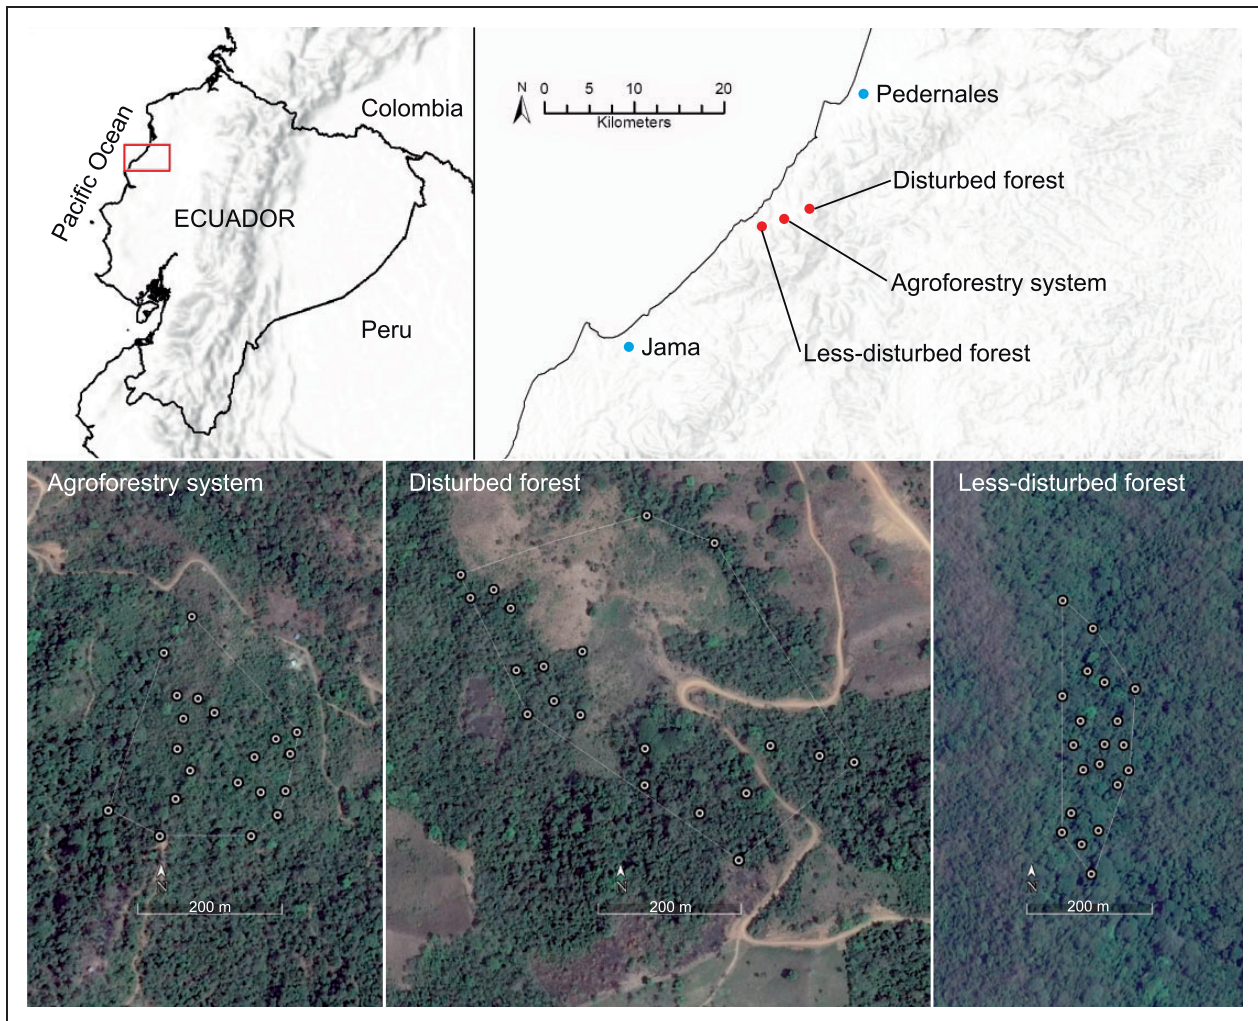 Colombia
Pacific Ocean
ECUADOR
Peru
N
0 5 10 20
Kilometers
Pedernales
Disturbed forest
Agroforestry system
Less-disturbed forest
Jama
Agroforestry system
N
200 m
Disturbed forest
N
200 m
Less-disturbed forest
N
200 m